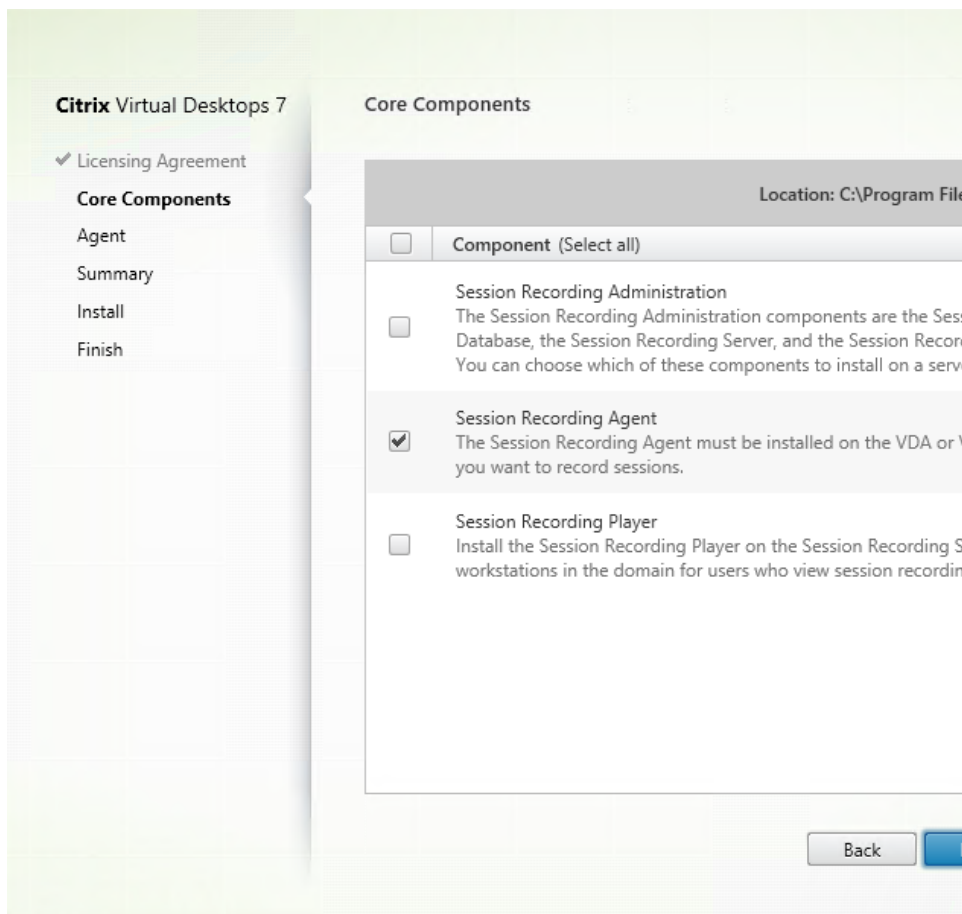 Citrix Virtual Desktops 7
Licensing Agreement
Core Components
Agent
Summary
Install
Finish
Core Components
Location: C:\Program File
Component (Select all)
Session Recording Administration
The Session Recording Administration components are the Ses
Database, the Session Recording Server, and the Session Recor
You can choose which of these components to install on a serv
Session Recording Agent
The Session Recording Agent must be installed on the VDA or
you want to record sessions.
Session Recording Player
Install the Session Recording Player on the Session Recording S
workstations in the domain for users who view session recordin
Back